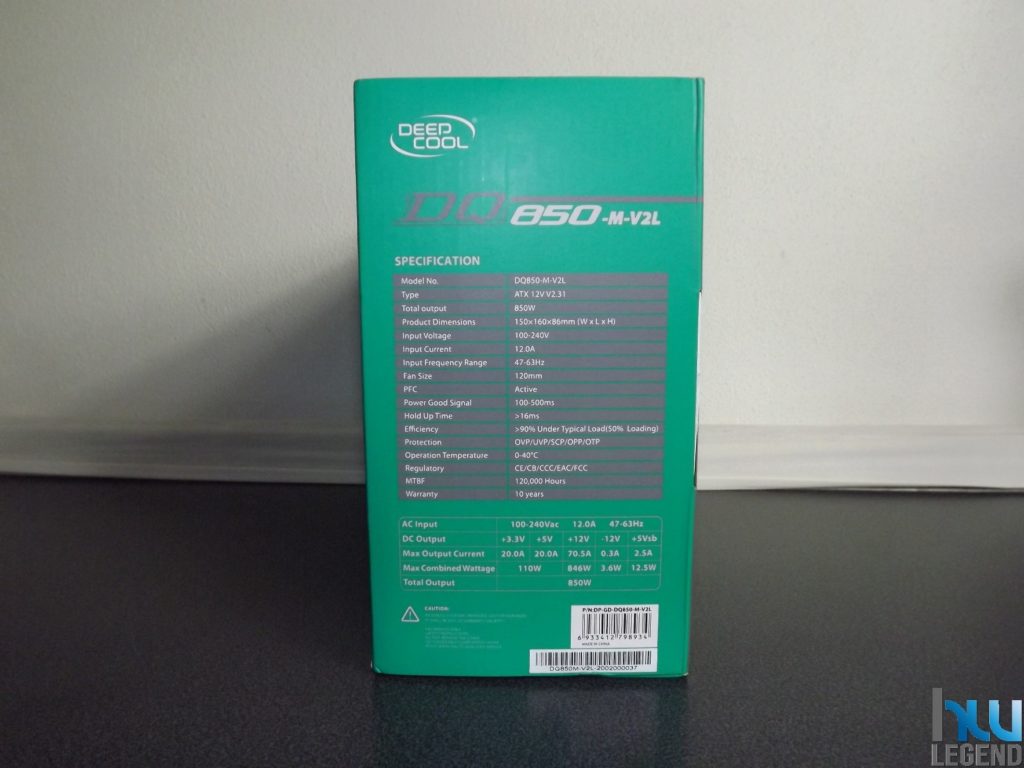 DEEP
COOL
DQ 850-M-V2L
SPECIFICATION
Model No. DQ850-M-V2L
Type ATX 12V V2.31
Total output 850W
Product Dimensions 150×160×86mm (W x L x H)
Input Voltage 100-240V
Input Current 12.0A
Input Frequency Range 47-63Hz
Fan Size 120mm
PFC Active
Power Good Signal 100-500ms
Hold Up Time >16ms
Efficiency >90% Under Typical Load(50% Loading)
Protection OVP/UVP/SCP/OPP/OTP
Operation Temperature 0-40°C
Regulatory CE/CB/CCC/EAC/FCC
MTBF 120,000 Hours
Warranty 10 years
AC Input 100-240Vac 12.0A 47-63Hz
DC Output +3.3V +5V +12V -12V +5Vsb
Max Output Current 20.0A 20.0A 70.5A 0.3A 2.5A
Max Combined Wattage 110W 846W 3.6W 12.5W
Total Output 850W
CAUTION:
P/N:DP-GD-DQ850-M-V2L
6 933412 798934
MADE IN CHINA
DQ850M-V2L-2002000037
hw
LEGEND